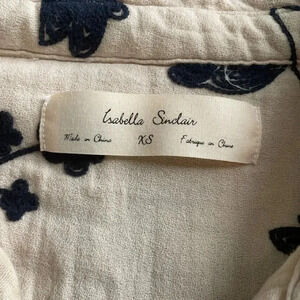 Isabella Sinclair
Made in China XS Fabriqué en Chine